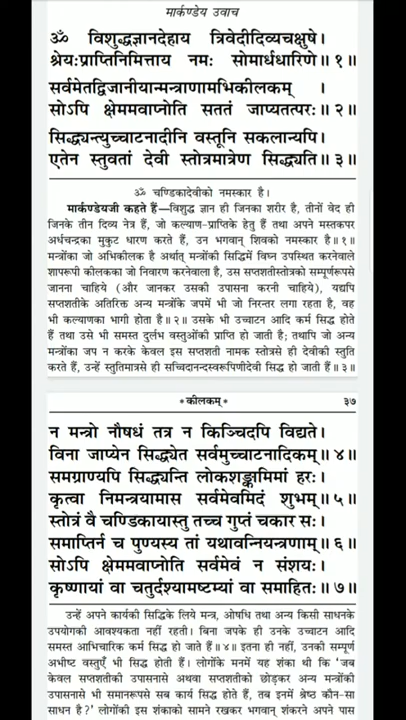 मार्कण्डेय उवाच
ॐ विशुद्धज्ञानदेहाय त्रिवेदीदिव्यचक्षुषे।
श्रेयःप्राप्तिनिमित्ताय नमः सोमार्धधारिणे॥१॥
सर्वमेतद्विजानीयान्मन्त्राणामभिकीलकम् ।
सोऽपि क्षेममवाप्नोति सततं जाप्यतत्परः॥२॥
सिद्ध्यन्त्युच्चाटनादीनि वस्तूनि सकलान्यपि।
एतेन स्तुवतां देवी स्तोत्रमात्रेण सिद्ध्यति॥३॥
ॐ चण्डिकादेवीको नमस्कार है।
मार्कण्डेयजी कहते हैं—विशुद्ध ज्ञान ही जिनका शरीर है, तीनों वेद ही
जिनके तीन दिव्य नेत्र हैं, जो कल्याण-प्राप्तिके हेतु हैं तथा अपने मस्तकपर
अर्धचन्द्रका मुकुट धारण करते हैं, उन भगवान् शिवको नमस्कार है॥१॥
मन्त्रोंका जो अभिकीलक है अर्थात् मन्त्रोंकी सिद्धिमें विघ्न उपस्थित करनेवाले
शापरूपी कीलकका जो निवारण करनेवाला है, उस सप्तशतीस्तोत्रको सम्पूर्णरूपसे
जानना चाहिये (और जानकर उसकी उपासना करनी चाहिये), यद्यपि
सप्तशतीके अतिरिक्त अन्य मन्त्रोंके जपमें भी जो निरन्तर लगा रहता है, वह
भी कल्याणका भागी होता है॥२॥ उसके भी उच्चाटन आदि कर्म सिद्ध होते
हैं तथा उसे भी समस्त दुर्लभ वस्तुओंकी प्राप्ति हो जाती है; तथापि जो अन्य
मन्त्रोंका जप न करके केवल इस सप्तशती नामक स्तोत्रसे ही देवीकी स्तुति
करते हैं, उन्हें स्तुतिमात्रसे ही सच्चिदानन्दस्वरूपिणीदेवी सिद्ध हो जाती हैं॥३॥
*कीलकम्* ३७
न मन्त्रो नौषधं तत्र न किञ्चिदपि विद्यते।
विना जाप्येन सिद्ध्येत सर्वमुच्चाटनादिकम्॥४॥
समग्राण्यपि सिद्ध्यन्ति लोकशङ्कामिमां हरः।
कृत्वा निमन्त्रयामास सर्वमेवमिदं शुभम्॥५॥
स्तोत्रं वै चण्डिकायास्तु तच्च गुप्तं चकार सः।
समाप्तिर्न च पुण्यस्य तां यथावन्नियन्त्रणाम्॥६॥
सोऽपि क्षेममवाप्नोति सर्वमेवं न संशयः।
कृष्णायां वा चतुर्दश्यामष्टम्यां वा समाहितः॥७॥
उन्हें अपने कार्यकी सिद्धिके लिये मन्त्र, ओषधि तथा अन्य किसी साधनके
उपयोगकी आवश्यकता नहीं रहती। बिना जपके ही उनके उच्चाटन आदि
समस्त आभिचारिक कर्म सिद्ध हो जाते हैं॥४॥ इतना ही नहीं, उनकी सम्पूर्ण
अभीष्ट वस्तुएँ भी सिद्ध होती हैं। लोगोंके मनमें यह शंका थी कि 'जब
केवल सप्तशतीकी उपासनासे अथवा सप्तशतीको छोड़कर अन्य मन्त्रोंकी
उपासनासे भी समानरूपसे सब कार्य सिद्ध होते हैं, तब इनमें श्रेष्ठ कौन-सा
साधन है?' लोगोंकी इस शंकाको सामने रखकर भगवान् शंकरने अपने पास